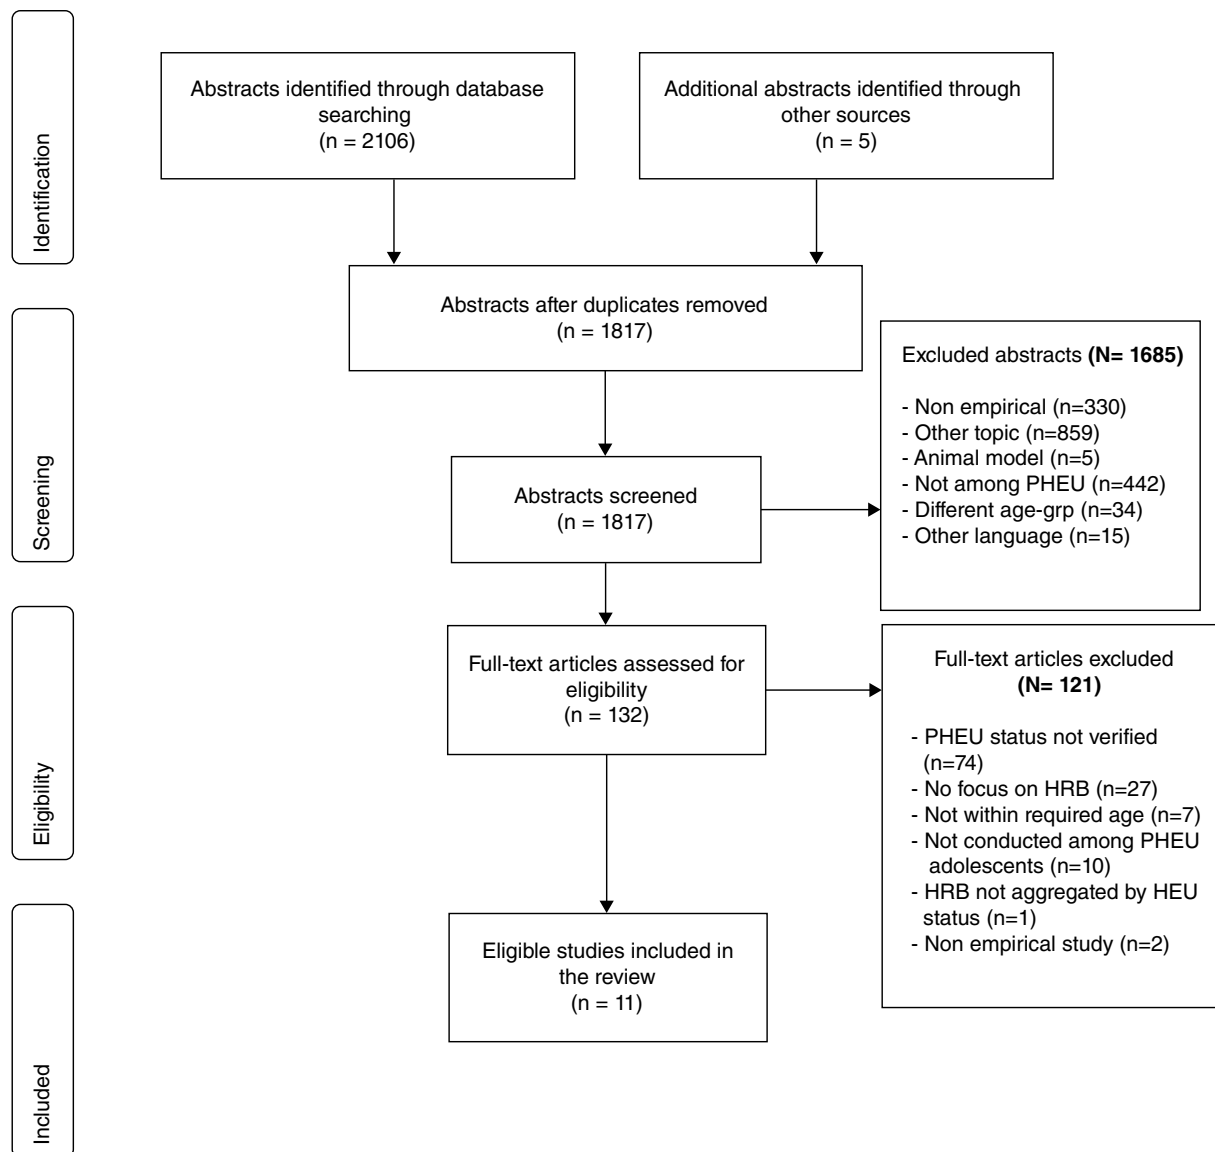 Identification
Abstracts identified through database
searching
(n = 2106)
Additional abstracts identified through
other sources
(n = 5)
Abstracts after duplicates removed
(n = 1817)
Screening
Abstracts screened
(n = 1817)
Excluded abstracts (N= 1685)
- Non empirical (n=330)
- Other topic (n=859)
- Animal model (n=5)
- Not among PHEU (n=442)
- Different age-grp (n=34)
- Other language (n=15)
Eligibility
Full-text articles assessed for
eligibility
(n = 132)
Full-text articles excluded
(N= 121)
- PHEU status not verified
(n=74)
- No focus on HRB (n=27)
- Not within required age (n=7)
- Not conducted among PHEU
adolescents (n=10)
- HRB not aggregated by HEU
status (n=1)
- Non empirical study (n=2)
Included
Eligible studies included in
the review
(n = 11)